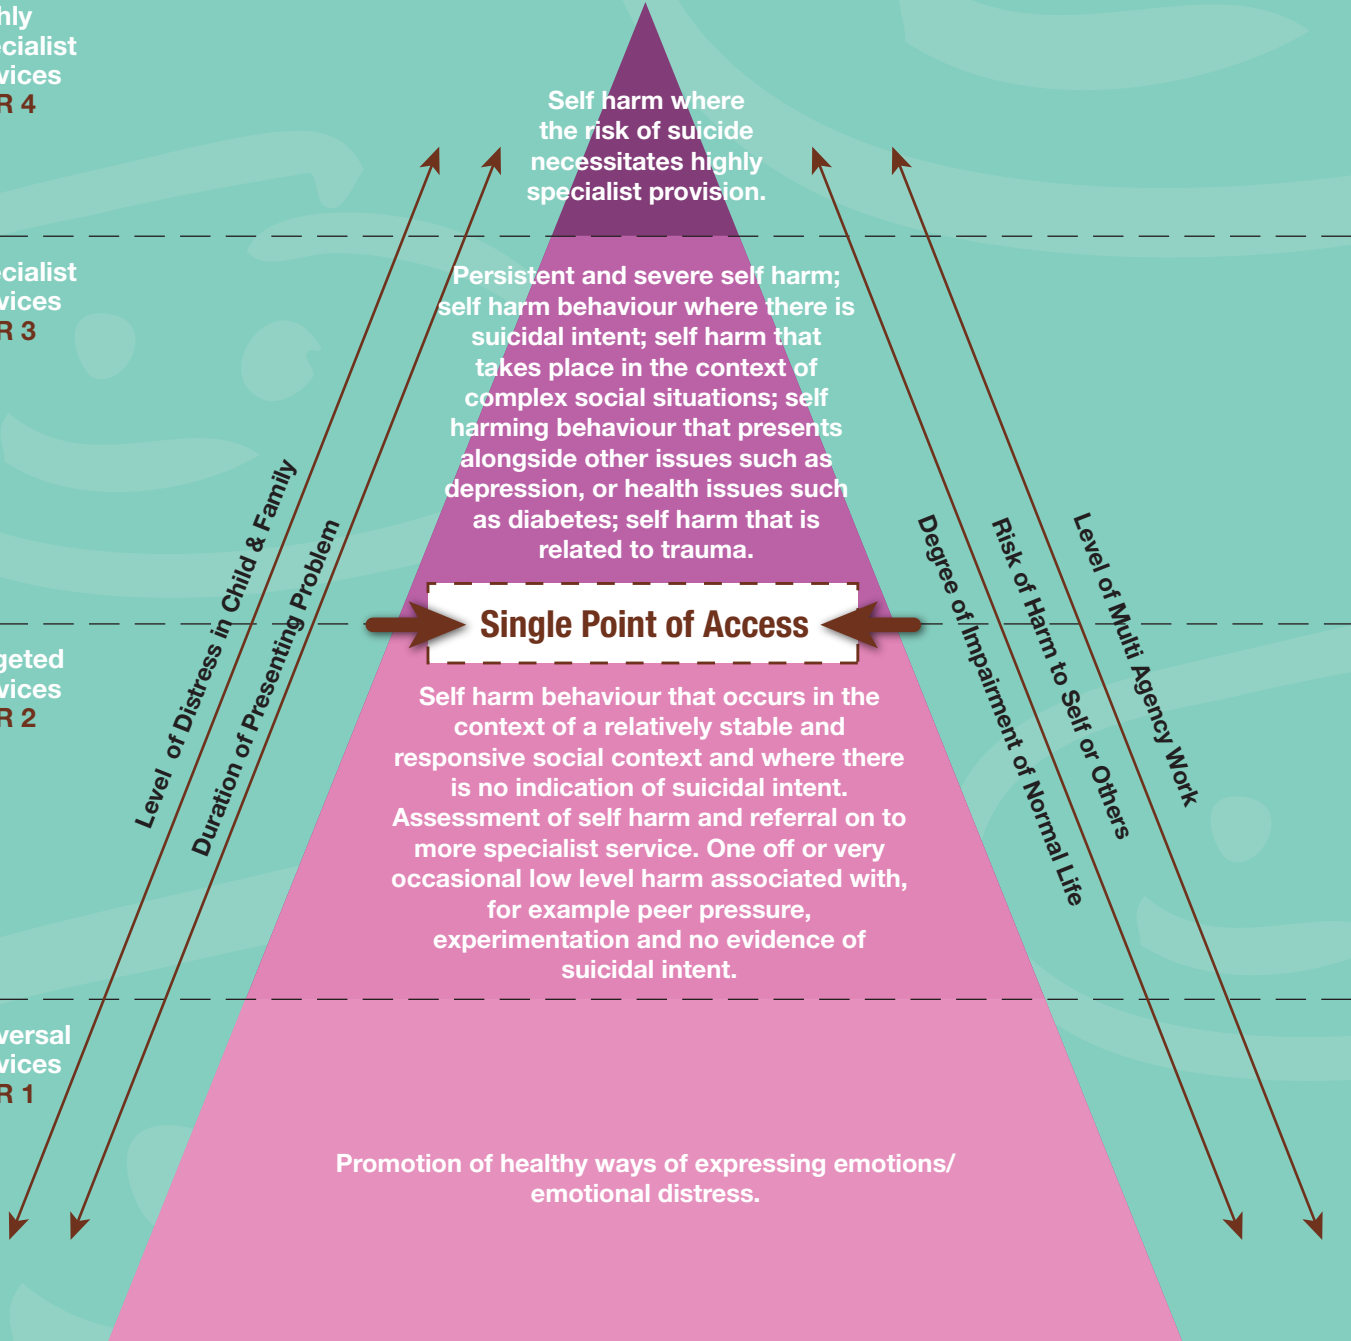 hly
cialist
vices
R 4
Self harm where
the risk of suicide
necessitates highly
specialist provision.
cialist
vices
R 3
Persistent and severe self harm;
self harm behaviour where there is
suicidal intent; self harm that
takes place in the context of
complex social situations; self
harming behaviour that presents
alongside other issues such as
depression, or health issues such
as diabetes; self harm that is
related to trauma.
Level of Distress in Child & Family
Duration of Presenting Problem
Degree of Impairment of Normal Life
Risk of Harm to Self or Others
Level of Multi Agency Work
Single Point of Access
geted
vices
R 2
Self harm behaviour that occurs in the
context of a relatively stable and
responsive social context and where there
is no indication of suicidal intent.
Assessment of self harm and referral on to
more specialist service. One off or very
occasional low level harm associated with,
for example peer pressure,
experimentation and no evidence of
suicidal intent.
versal
vices
R 1
Promotion of healthy ways of expressing emotions/
emotional distress.